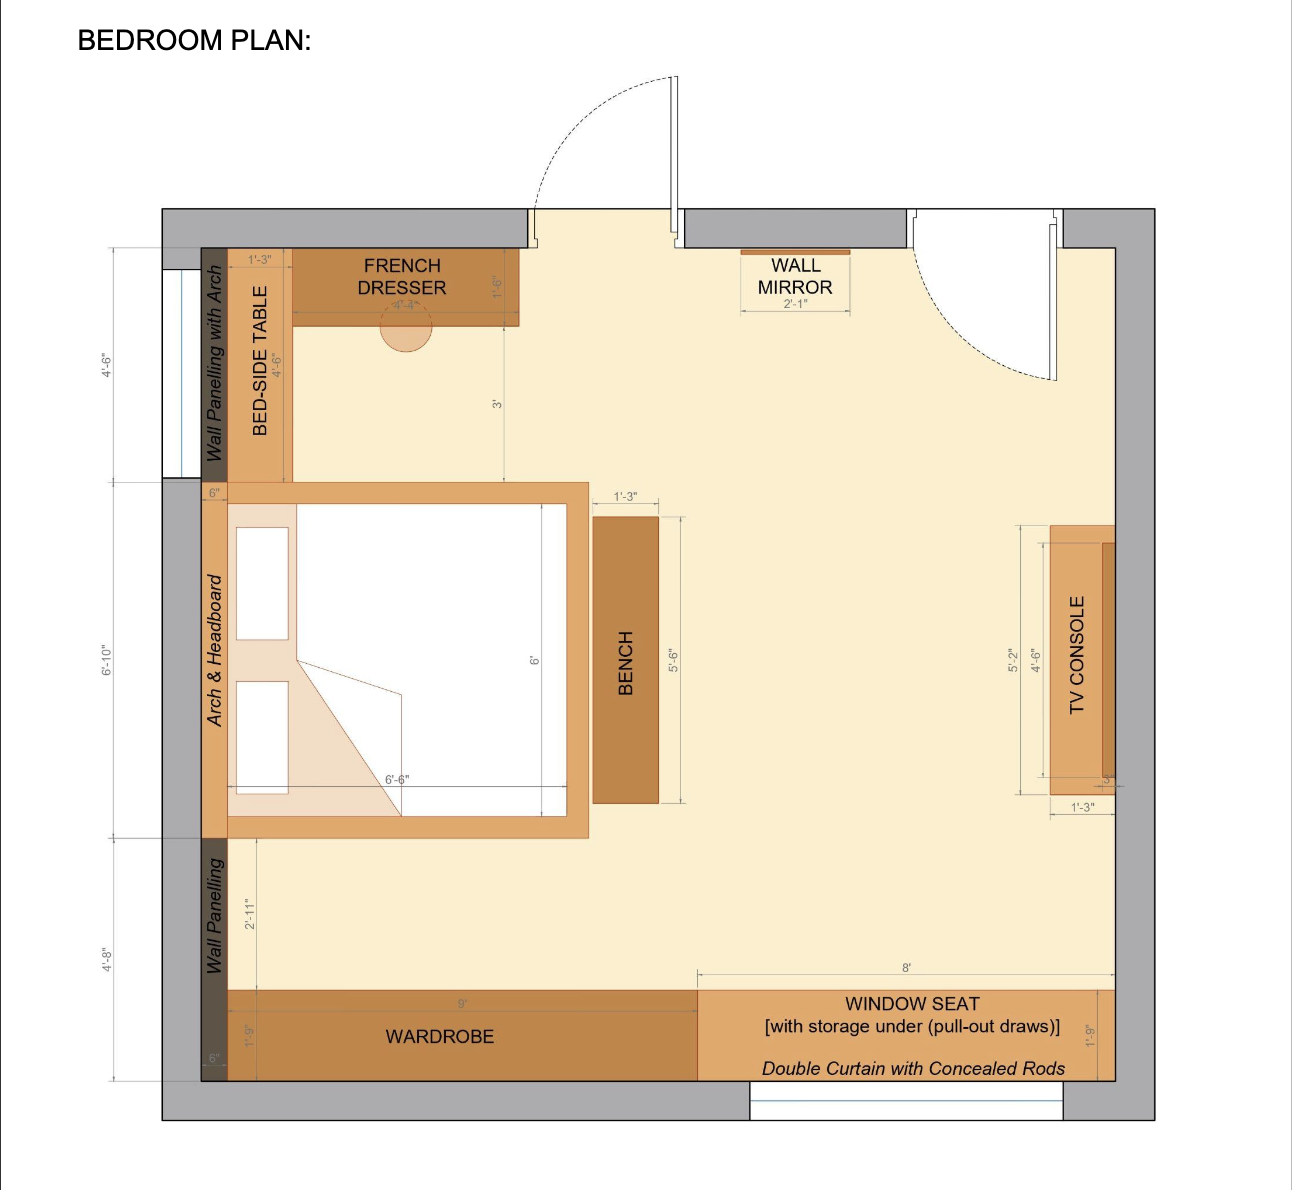 BEDROOM PLAN:
1'-3"
FRENCH
DRESSER
1'-6"
4'-4"
WALL
MIRROR
2'-1"
Wall Panelling with Arch
BED-SIDE TABLE
4'-6"
4'-6"
3'
6"
1'-3"
Arch & Headboard
6'-10"
6'
6'-6"
BENCH
5'-6"
5'-2"
4'-6"
TV CONSOLE
3"
1'-3"
Wall Panelling
2'-11"
4'-8"
8'
9'
WARDROBE
1'-9"
6"
WINDOW SEAT
[with storage under (pull-out draws)]
1'-9"
Double Curtain with Concealed Rods